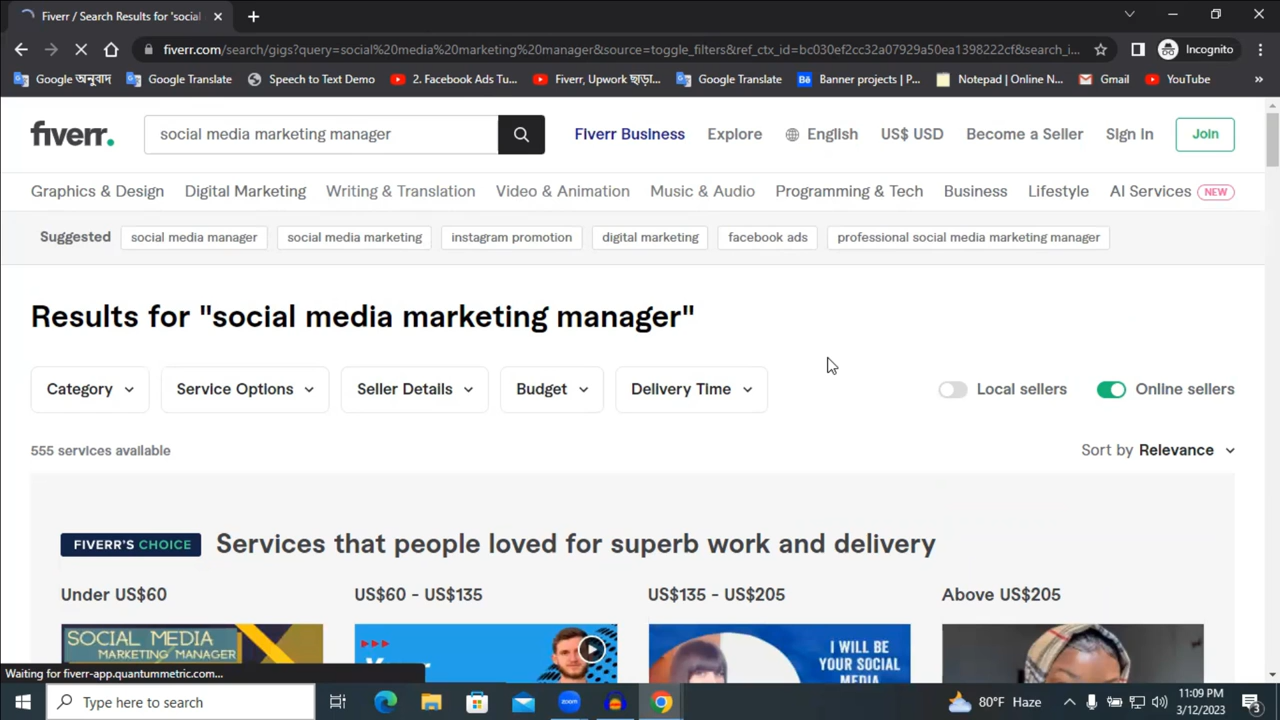 Fiverr / Search Results for 'social
fiverr.com/search/gigs?query=social%20media%20marketing%20manager&source=toggle_filters&ref_ctx_id=bc030ef2cc32a07929a50ea1398222cf&search_i...
Incognito
Google অনুবাদ
Google Translate
Speech to Text Demo
2. Facebook Ads Tu...
Fiverr, Upwork ছাড়া...
Google Translate
Bē Banner projects | P...
Notepad | Online N...
Gmail
YouTube
»
fiverr.
social media marketing manager
Fiverr Business
Explore
English
US$ USD
Become a Seller
Sign In
Join
Graphics & Design
Digital Marketing
Writing & Translation
Video & Animation
Music & Audio
Programming & Tech
Business
Lifestyle
AI Services NEW
Suggested
social media manager
social media marketing
instagram promotion
digital marketing
facebook ads
professional social media marketing manager
Results for "social media marketing manager"
Category
Service Options
Seller Details
Budget
Delivery Time
Local sellers
Online sellers
555 services available
Sort by Relevance
FIVERR'S CHOICE
Services that people loved for superb work and delivery
Under US$60
US$60 - US$135
US$135 - US$205
Above US$205
SOCIAL MEDIA
MARKETING MANAGER
I WILL BE
YOUR SOCIAL
MEDIA
Waiting for fiverr-app.quantummetric.com...
Type here to search
zoom
80°F Haze
11:09 PM
3/12/2023
3